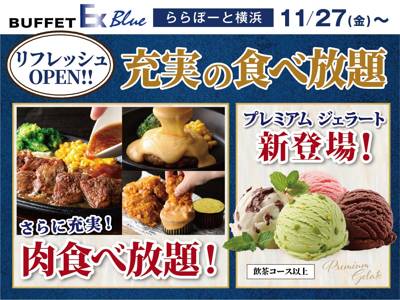 BUFFET Ex Blue ららぽーと横浜 11/27(金)~
リフレッシュ
OPEN!!
充実の食べ放題
さらに充実!
肉食べ放題!
プレミアム ジェラート
新登場!
飲茶コース以上
Premium
Gelato